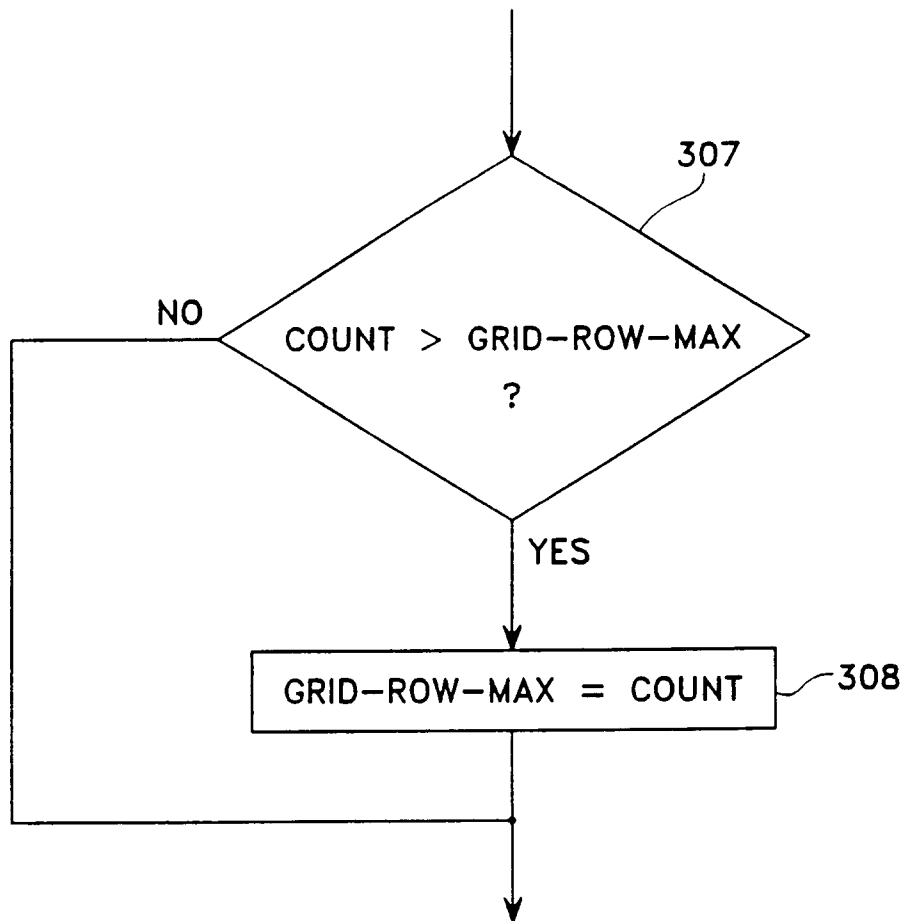 307
NO
COUNT > GRID-ROW-MAX
?
YES
GRID-ROW-MAX = COUNT
308